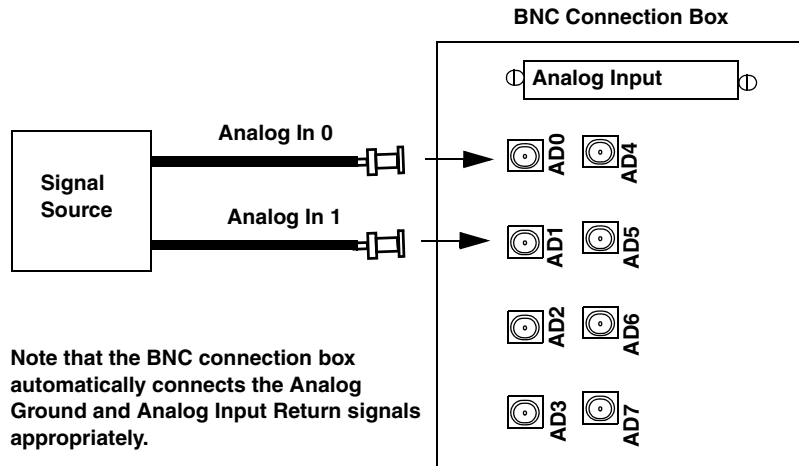 BNC Connection Box
Analog Input
Analog In 0
Signal
Source
Analog In 1
AD0
AD4
AD1
AD5
AD2
AD6
AD3
AD7
Note that the BNC connection box
automatically connects the Analog
Ground and Analog Input Return signals
appropriately.